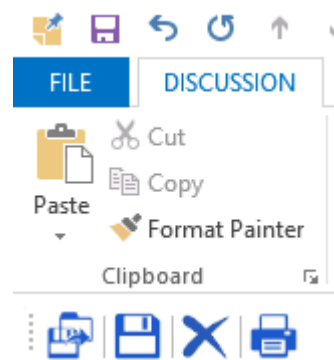 FILE DISCUSSION
Cut
Copy
Paste
Format Painter
Clipboard